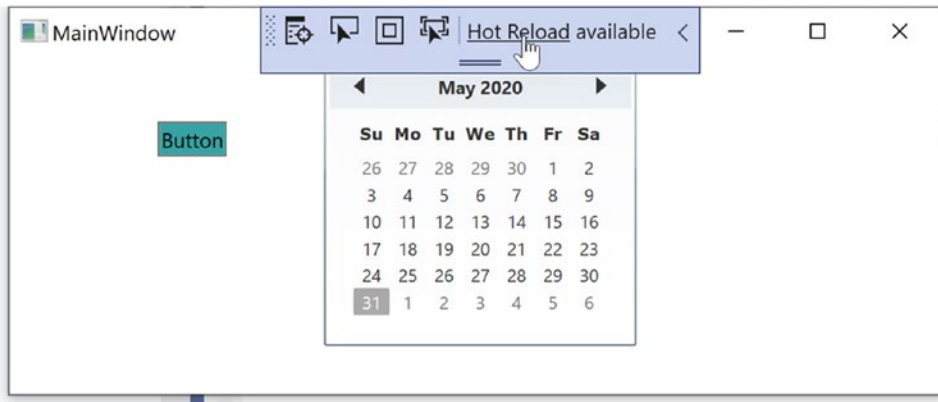 MainWindow
Hot Reload available
Button
May 2020
Su Mo Tu We Th Fr Sa
26 27 28 29 30 1 2
3 4 5 6 7 8 9
10 11 12 13 14 15 16
17 18 19 20 21 22 23
24 25 26 27 28 29 30
31 1 2 3 4 5 6